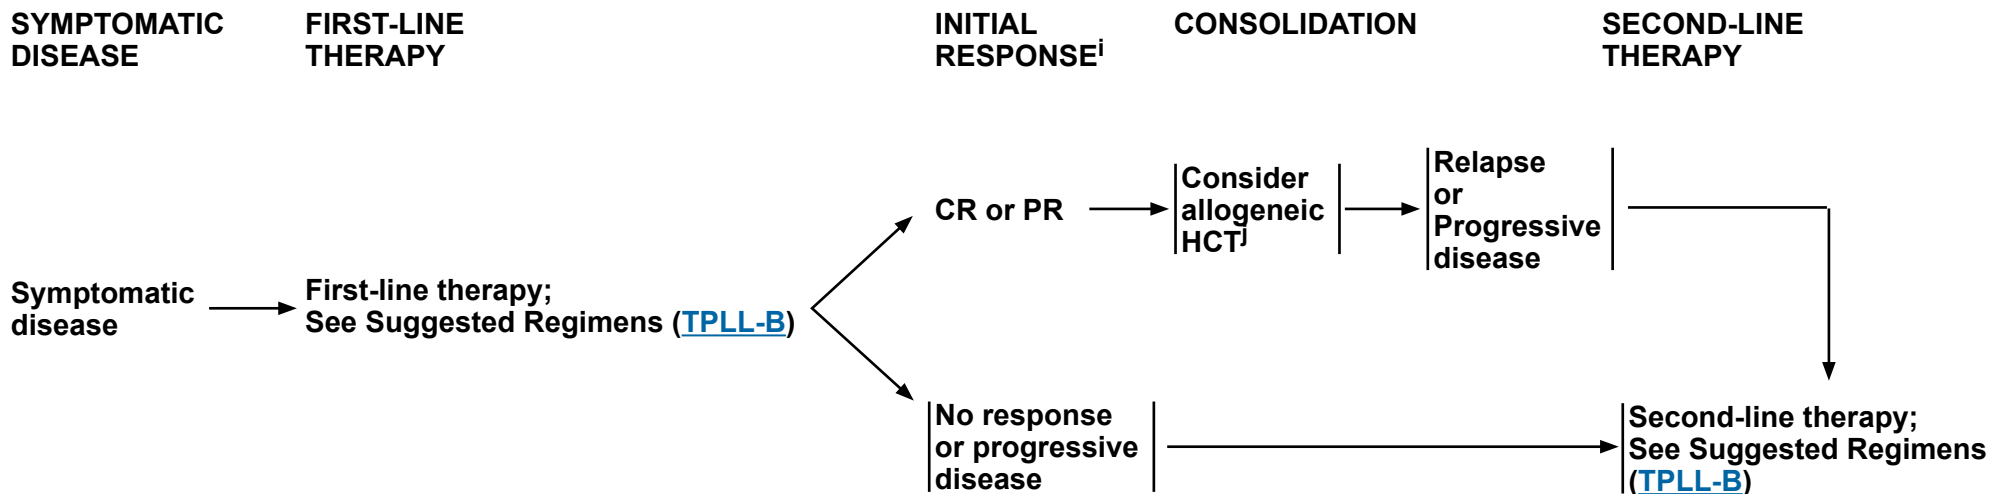 SYMPTOMATIC
DISEASE
FIRST-LINE
THERAPY
INITIAL
RESPONSEⁱ
CONSOLIDATION
SECOND-LINE
THERAPY
Symptomatic
disease
First-line therapy;
See Suggested Regimens (TPLL-B)
CR or PR
Consider
allogeneic
HCTʲ
Relapse
or
Progressive
disease
No response
or progressive
disease
Second-line therapy;
See Suggested Regimens
(TPLL-B)